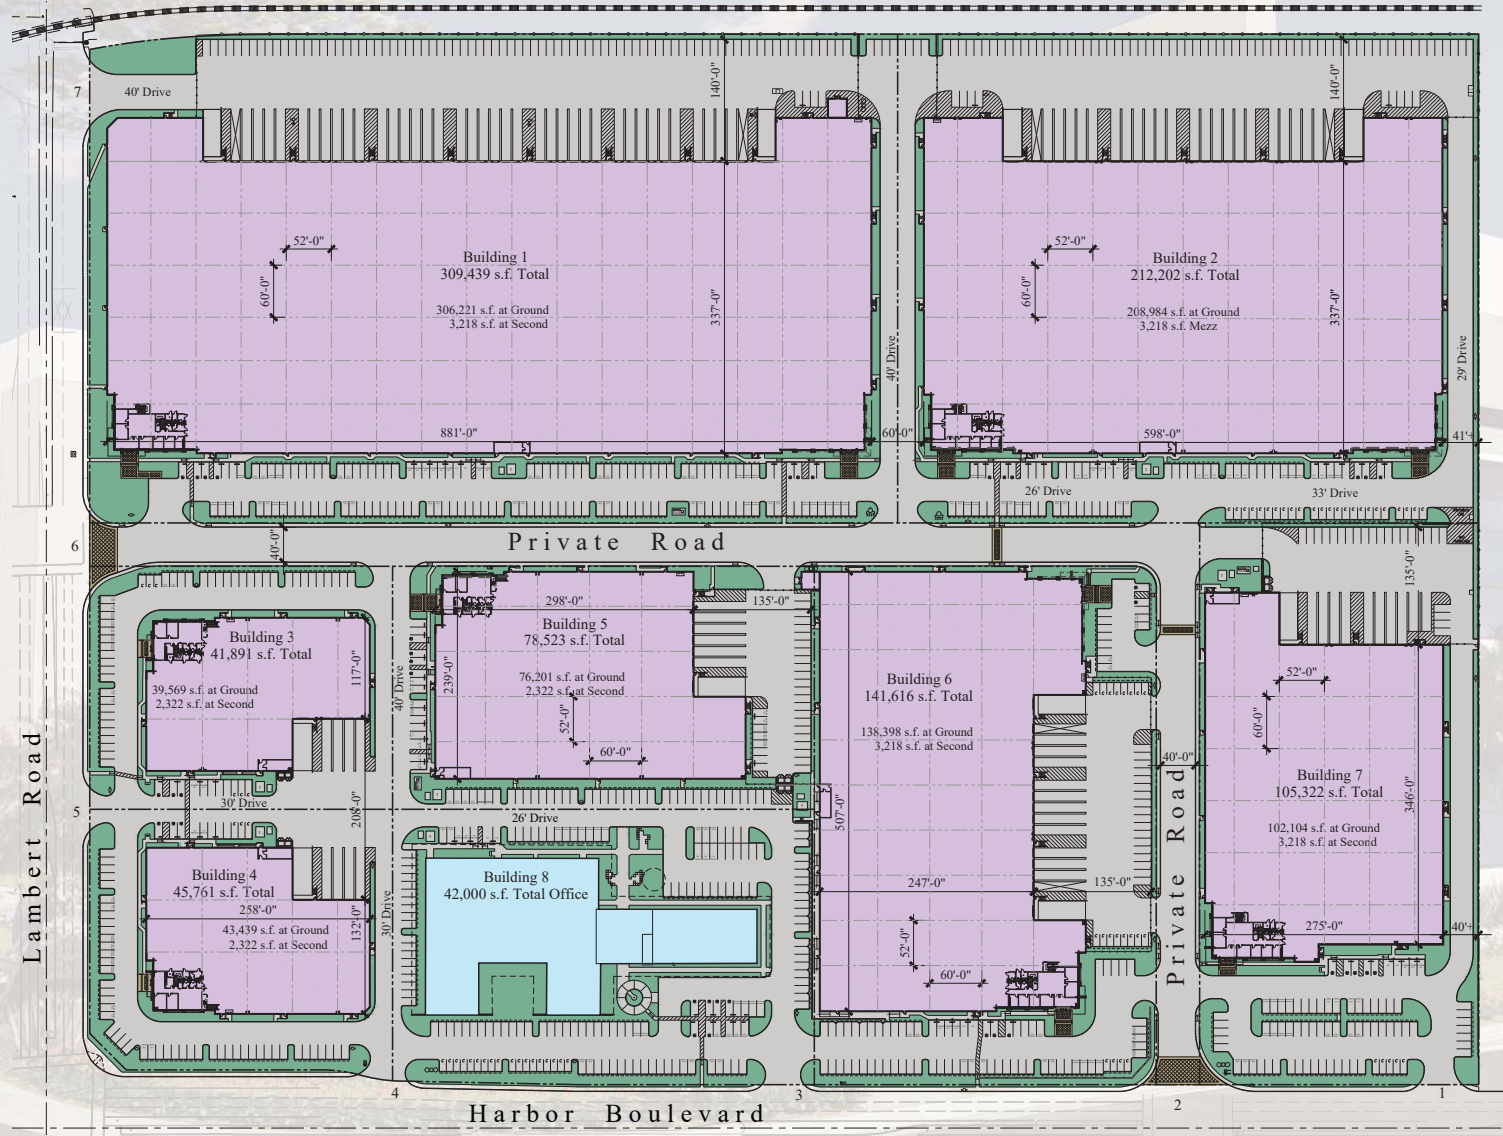 7
40' Drive
140'-0"
140'-0"
52'-0"
60'-0"
Building 1
309,439 s.f. Total
306,221 s.f. at Ground
3,218 s.f. at Second
337'-0"
881'-0"
40' Drive
60'-0"
52'-0"
60'-0"
Building 2
212,202 s.f. Total
208,984 s.f. at Ground
3,218 s.f. Mezz
337'-0"
598'-0"
29' Drive
41'±
26' Drive
33' Drive
6
40'-0"
Private Road
135'-0"
Building 3
41,891 s.f. Total
39,569 s.f. at Ground
2,322 s.f. at Second
117'-0"
40' Drive
298'-0"
135'-0"
Building 5
78,523 s.f. Total
239'-0"
76,201 s.f. at Ground
2,322 s.f. at Second
52'-0"
60'-0"
Building 6
141,616 s.f. Total
138,398 s.f. at Ground
3,218 s.f. at Second
507'-0"
247'-0"
135'-0"
52'-0"
60'-0"
40'-0"
Private Road
52'-0"
60'-0"
Building 7
105,322 s.f. Total
346'-0"
102,104 s.f. at Ground
3,218 s.f. at Second
275'-0"
40'±
Lambert Road
5
30' Drive
26' Drive
Building 4
45,761 s.f. Total
258'-0"
43,439 s.f. at Ground
2,322 s.f. at Second
132'-0"
30' Drive
Building 8
42,000 s.f. Total Office
4
3
2
1
Harbor Boulevard